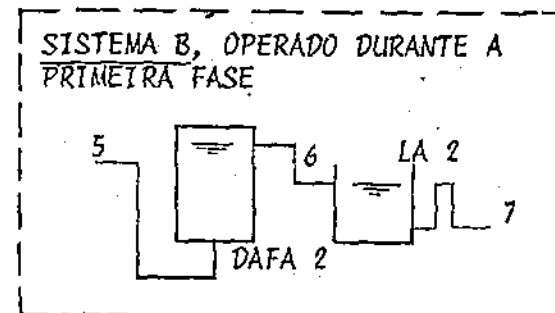 SISTEMA B, OPERADO DURANTE A
PRIMEIRA FASE
5
6
LA 2
7
DAFA 2